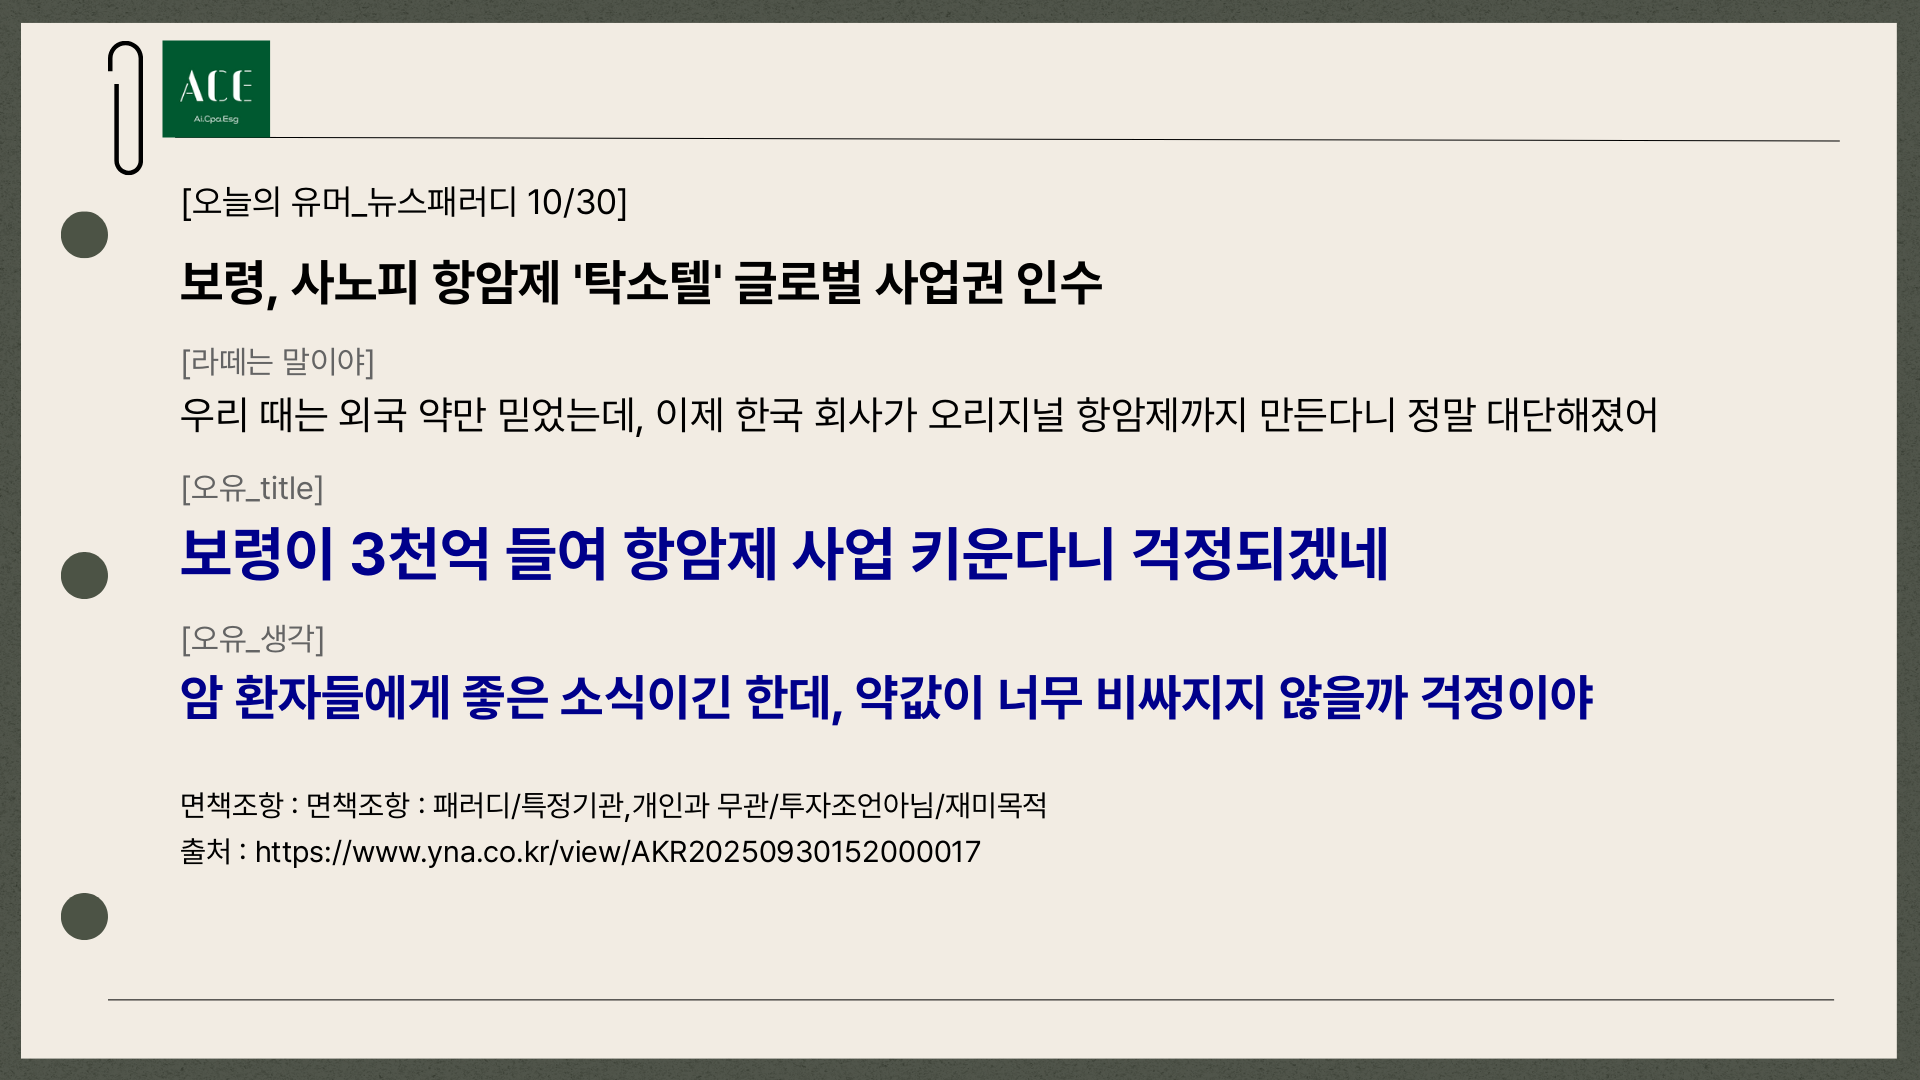 ACE
Ai.Cpa.Esg
[오늘의 유머_뉴스패러디 10/30]
보령, 사노피 항암제 '탁소텔' 글로벌 사업권 인수
[라떼는 말이야]
우리 때는 외국 약만 믿었는데, 이제 한국 회사가 오리지널 항암제까지 만든다니 정말 대단해졌어
[오유_title]
보령이 3천억 들여 항암제 사업 키운다니 걱정되겠네
[오유_생각]
암 환자들에게 좋은 소식이긴 한데, 약값이 너무 비싸지지 않을까 걱정이야
면책조항 : 면책조항 : 패러디/특정기관,개인과 무관/투자조언아님/재미목적
출처 : https://www.yna.co.kr/view/AKR20250930152000017